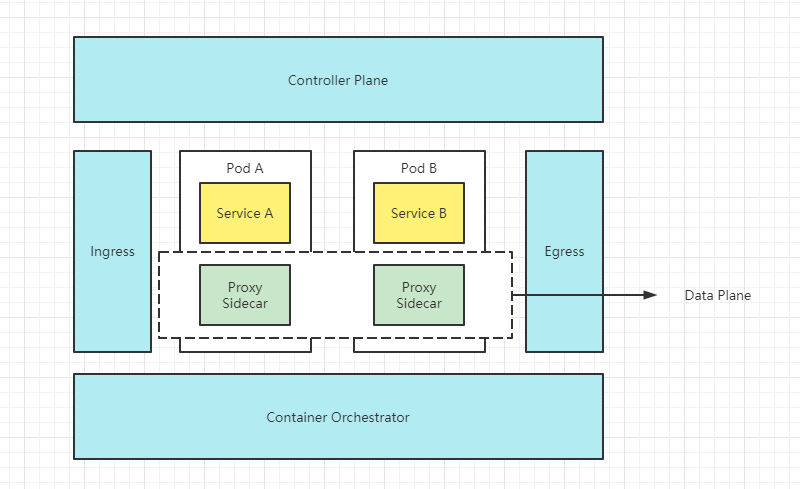 Controller Plane
Pod A
Pod B
Service A
Service B
Ingress
Egress
Proxy
Sidecar
Proxy
Sidecar
Data Plane
Container Orchestrator